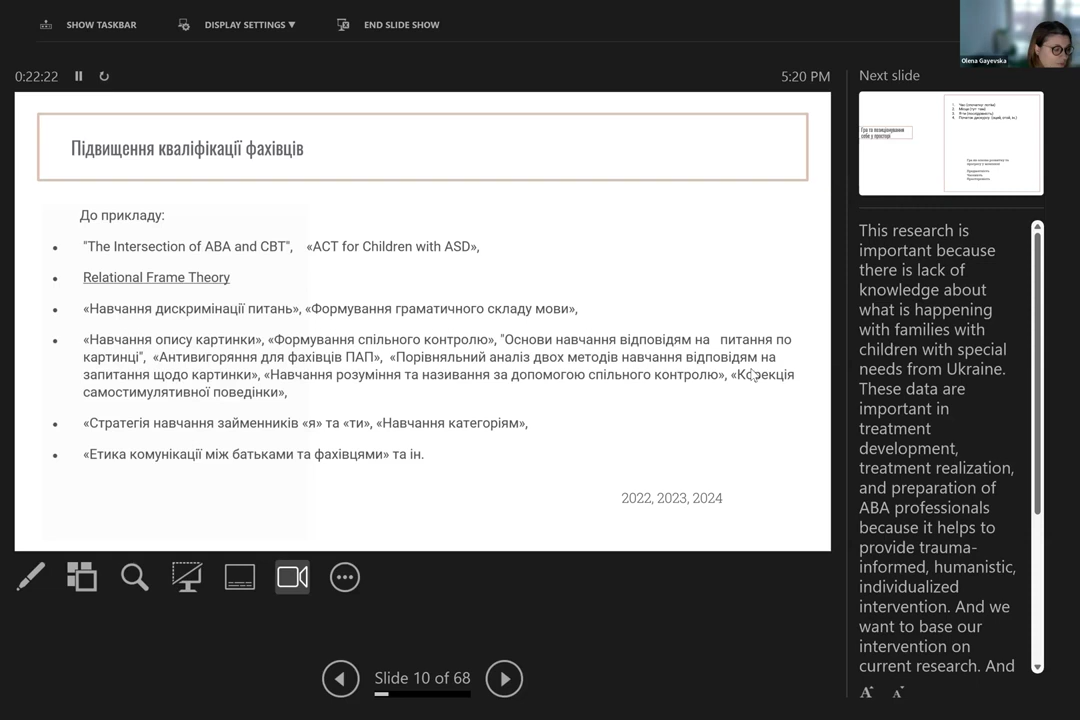 SHOW TASKBAR
DISPLAY SETTINGS ▼
END SLIDE SHOW
Olena Gayevska
0:22:22
5:20 PM
Next slide
Підвищення кваліфікації фахівців
До прикладу:
• "The Intersection of ABA and CBT", «ACT for Children with ASD»,
• Relational Frame Theory
• «Навчання дискримінації питань», «Формування граматичного складу мови»,
• «Навчання опису картинки», «Формування спільного контролю», "Основи навчання відповідям на питання по
картинці", «Антивигоряння для фахівців ПАП», «Порівняльний аналіз двох методів навчання відповідям на
запитання щодо картинки», «Навчання розуміння та називання за допомогою спільного контролю», «Корекція
самостимулятивної поведінки»,
• «Стратегія навчання займенників «я» та «ти», «Навчання категоріям»,
• «Етика комунікації між батьками та фахівцями» та ін.
2022, 2023, 2024
This research is
important because
there is lack of
knowledge about
what is happening
with families with
children with special
needs from Ukraine.
These data are
important in
treatment
development,
treatment realization,
and preparation of
ABA professionals
because it helps to
provide trauma-
informed, humanistic,
individualized
intervention. And we
want to base our
intervention on
current research. And
Slide 10 of 68
A A